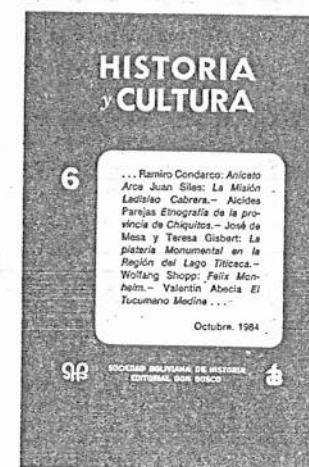 HISTORIA
y CULTURA
6
... Ramiro Condarco: Aniceto
Arce Juan Siles: La Misión
Ladislao Cabrera.– Alcides
Parejas Etnografía de la pro-
vincia de Chiquitos.– José de
Mesa y Teresa Gisbert: La
platería Monumental en la
Región del Lago Titicaca.–
Wolfang Shopp: Felix Mon-
heim.– Valentín Abecia El
Tucumano Medina ...
Octubre. 1984
SOCIEDAD BOLIVIANA DE HISTORIA
EDITORIAL DON BOSCO